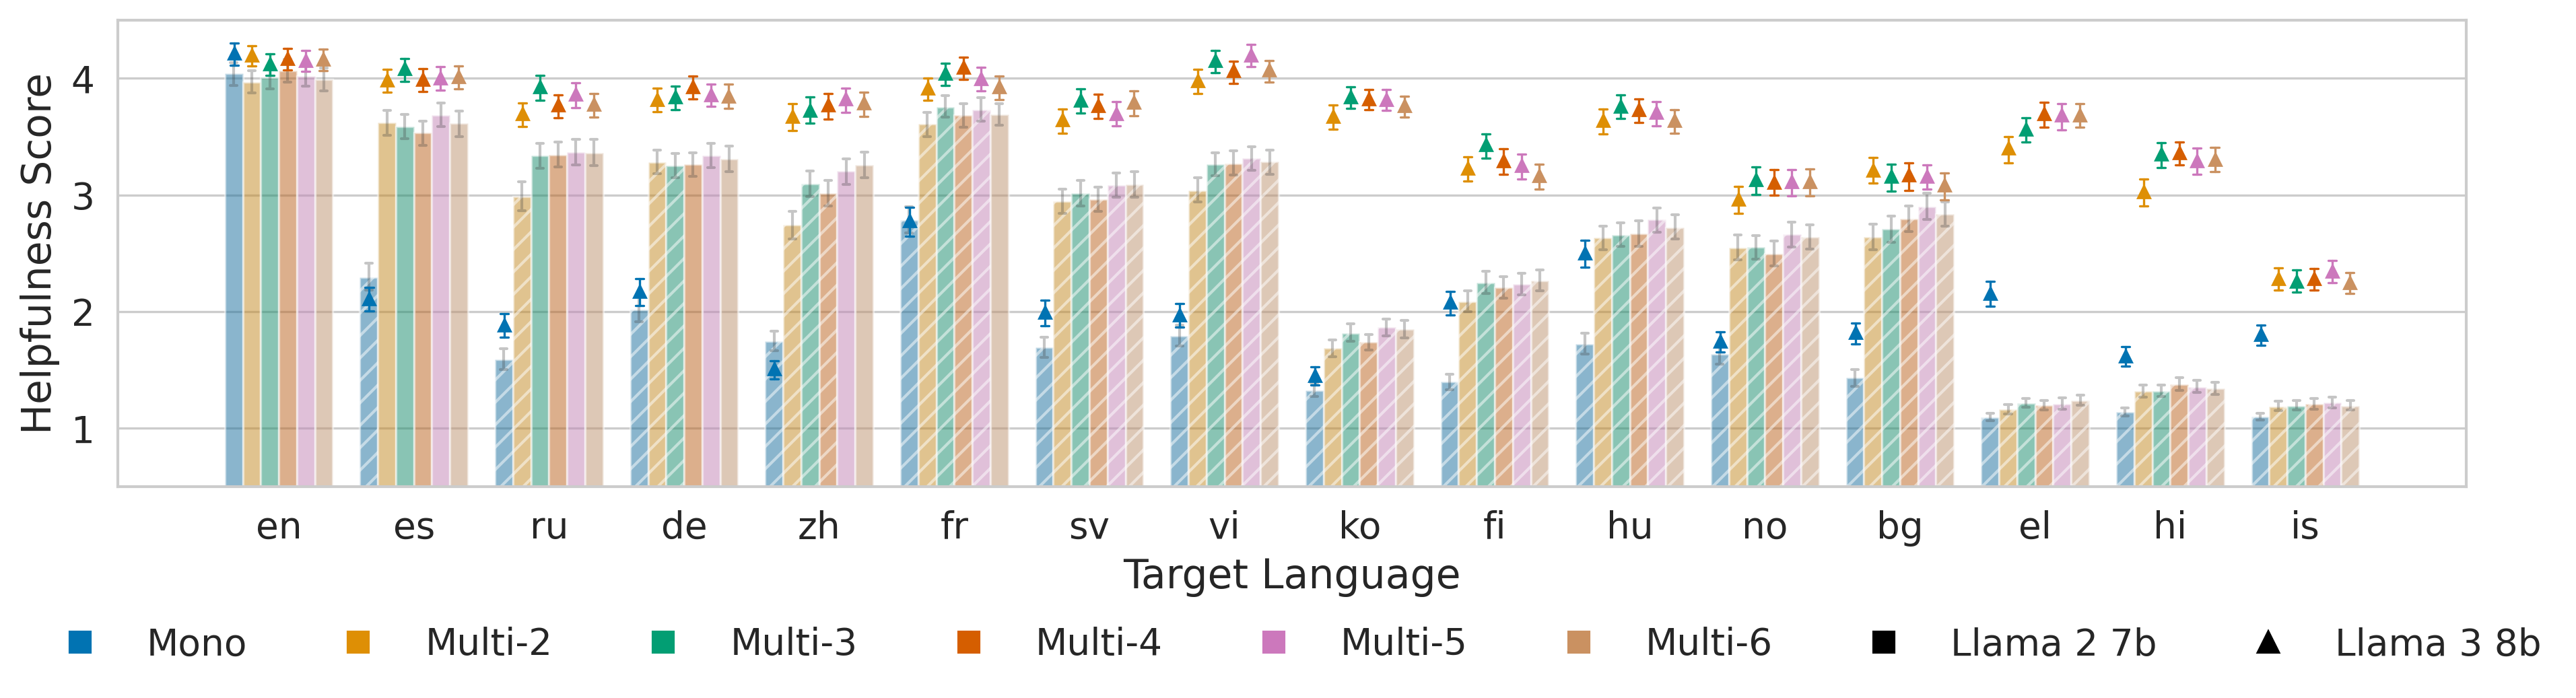 Helpfulness Score
4
3
2
1
en es ru de zh fr sv vi ko fi hu no bg el hi is
Target Language
Mono Multi-2 Multi-3 Multi-4 Multi-5 Multi-6 Llama 2 7b Llama 3 8b